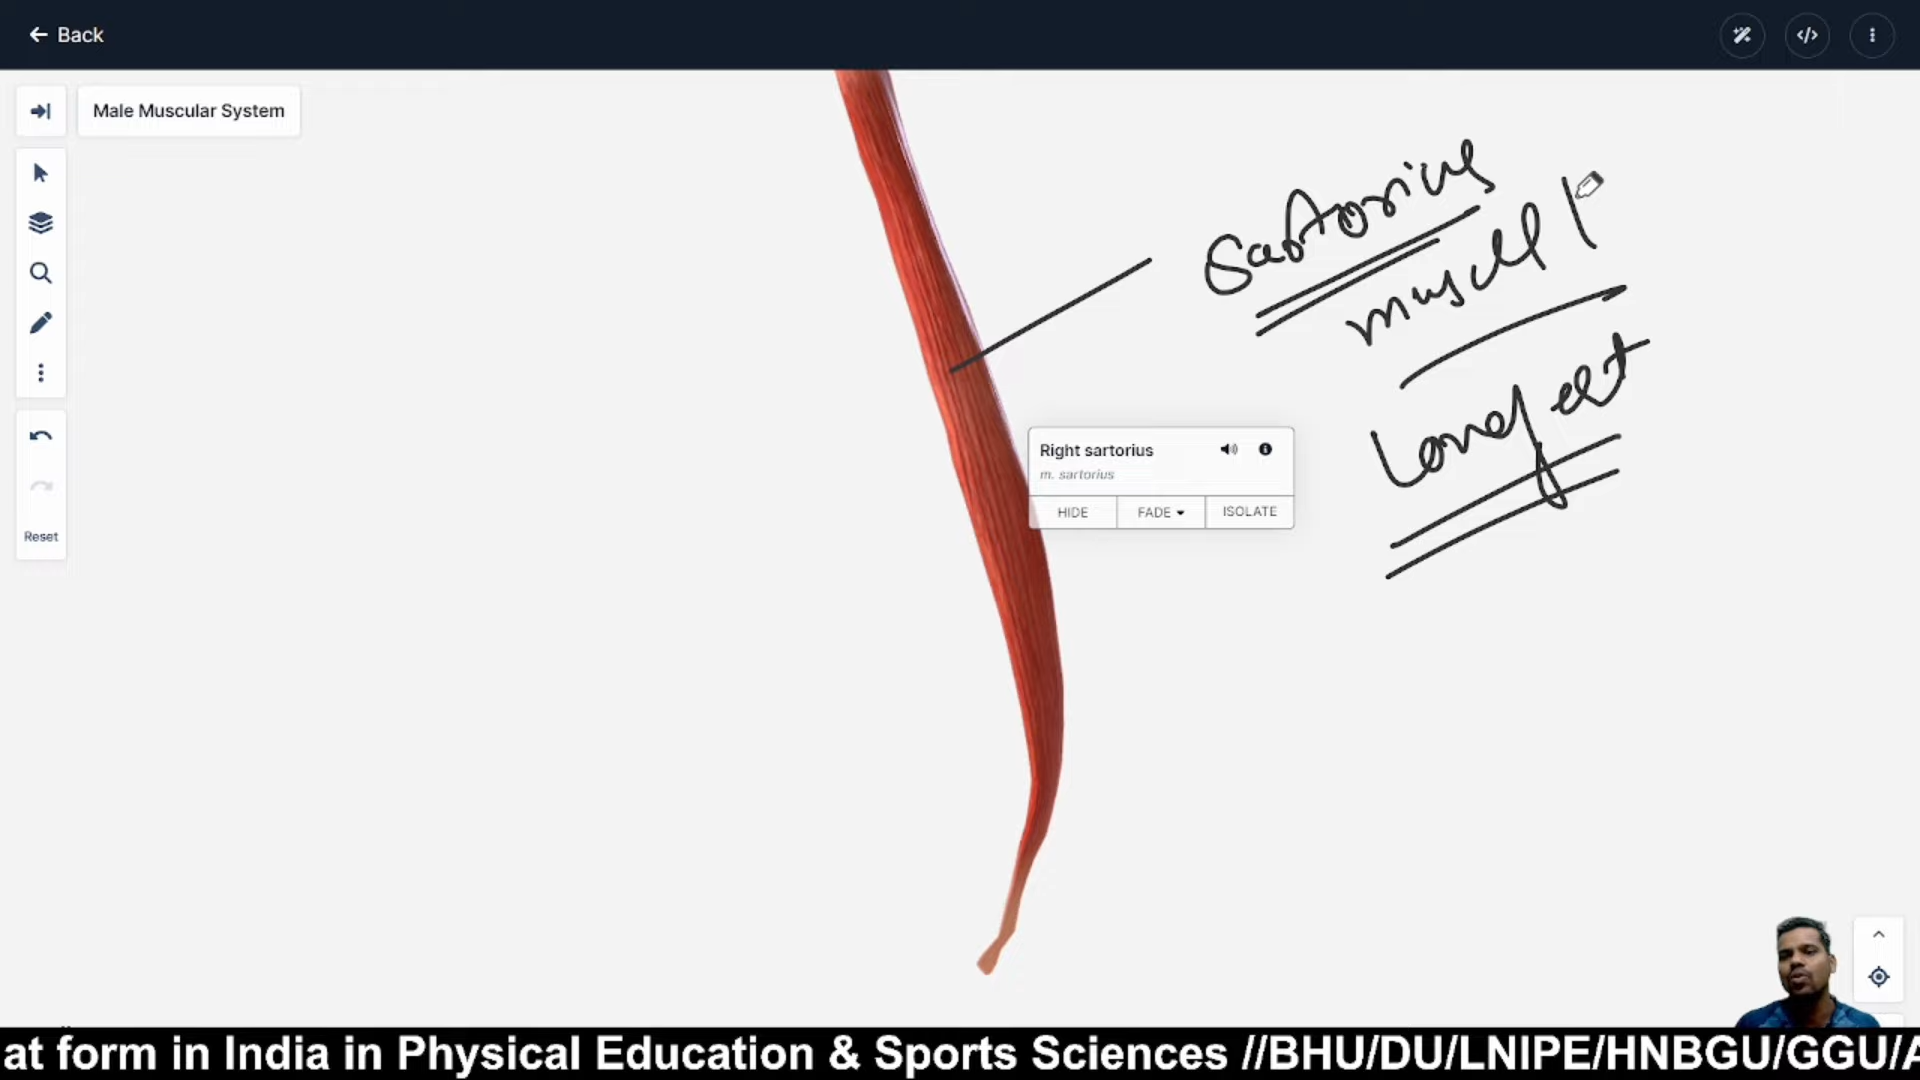 Back
Male Muscular System
Sartorius
muscle
Longest
Right sartorius
m. sartorius
HIDE
FADE
ISOLATE
Reset
at form in India in Physical Education & Sports Sciences //BHU/DU/LNIPE/HNBGU/GGU/A